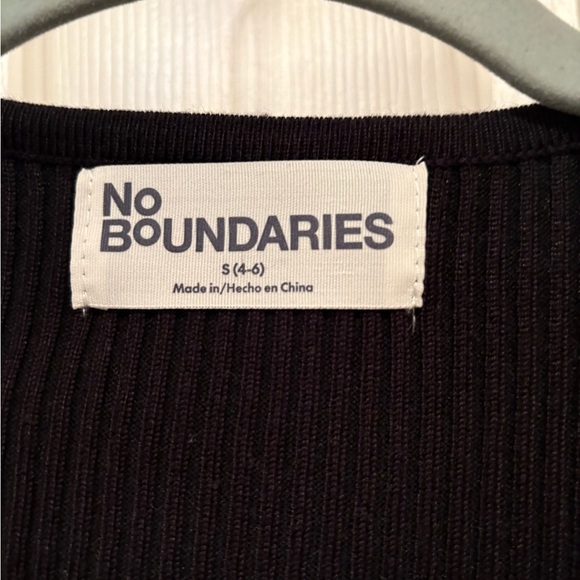 No
BoUNDARIES
S (4-6)
Made in/Hecho en China